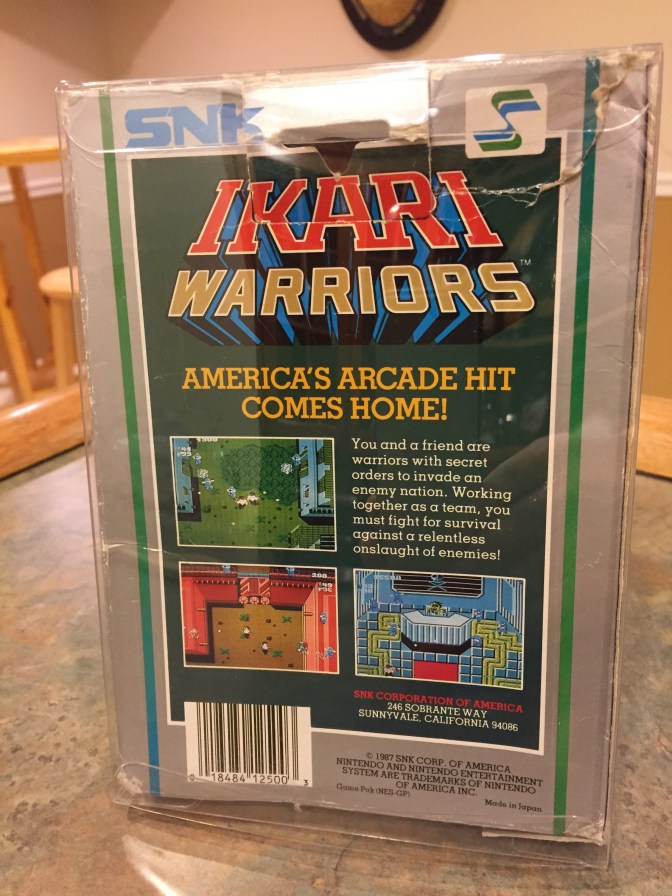 SNK
IKARI
WARRIORS™
AMERICA'S ARCADE HIT
COMES HOME!
You and a friend are
warriors with secret
orders to invade an
enemy nation. Working
together as a team, you
must fight for survival
against a relentless
onslaught of enemies!
SNK CORPORATION OF AMERICA
246 SOBRANTE WAY
SUNNYVALE, CALIFORNIA 94086
0 18484 12500 3
© 1987 SNK CORP. OF AMERICA
NINTENDO AND NINTENDO ENTERTAINMENT
SYSTEM ARE TRADEMARKS OF NINTENDO
OF AMERICA INC.
Game Pak (NES-GP)
Made in Japan